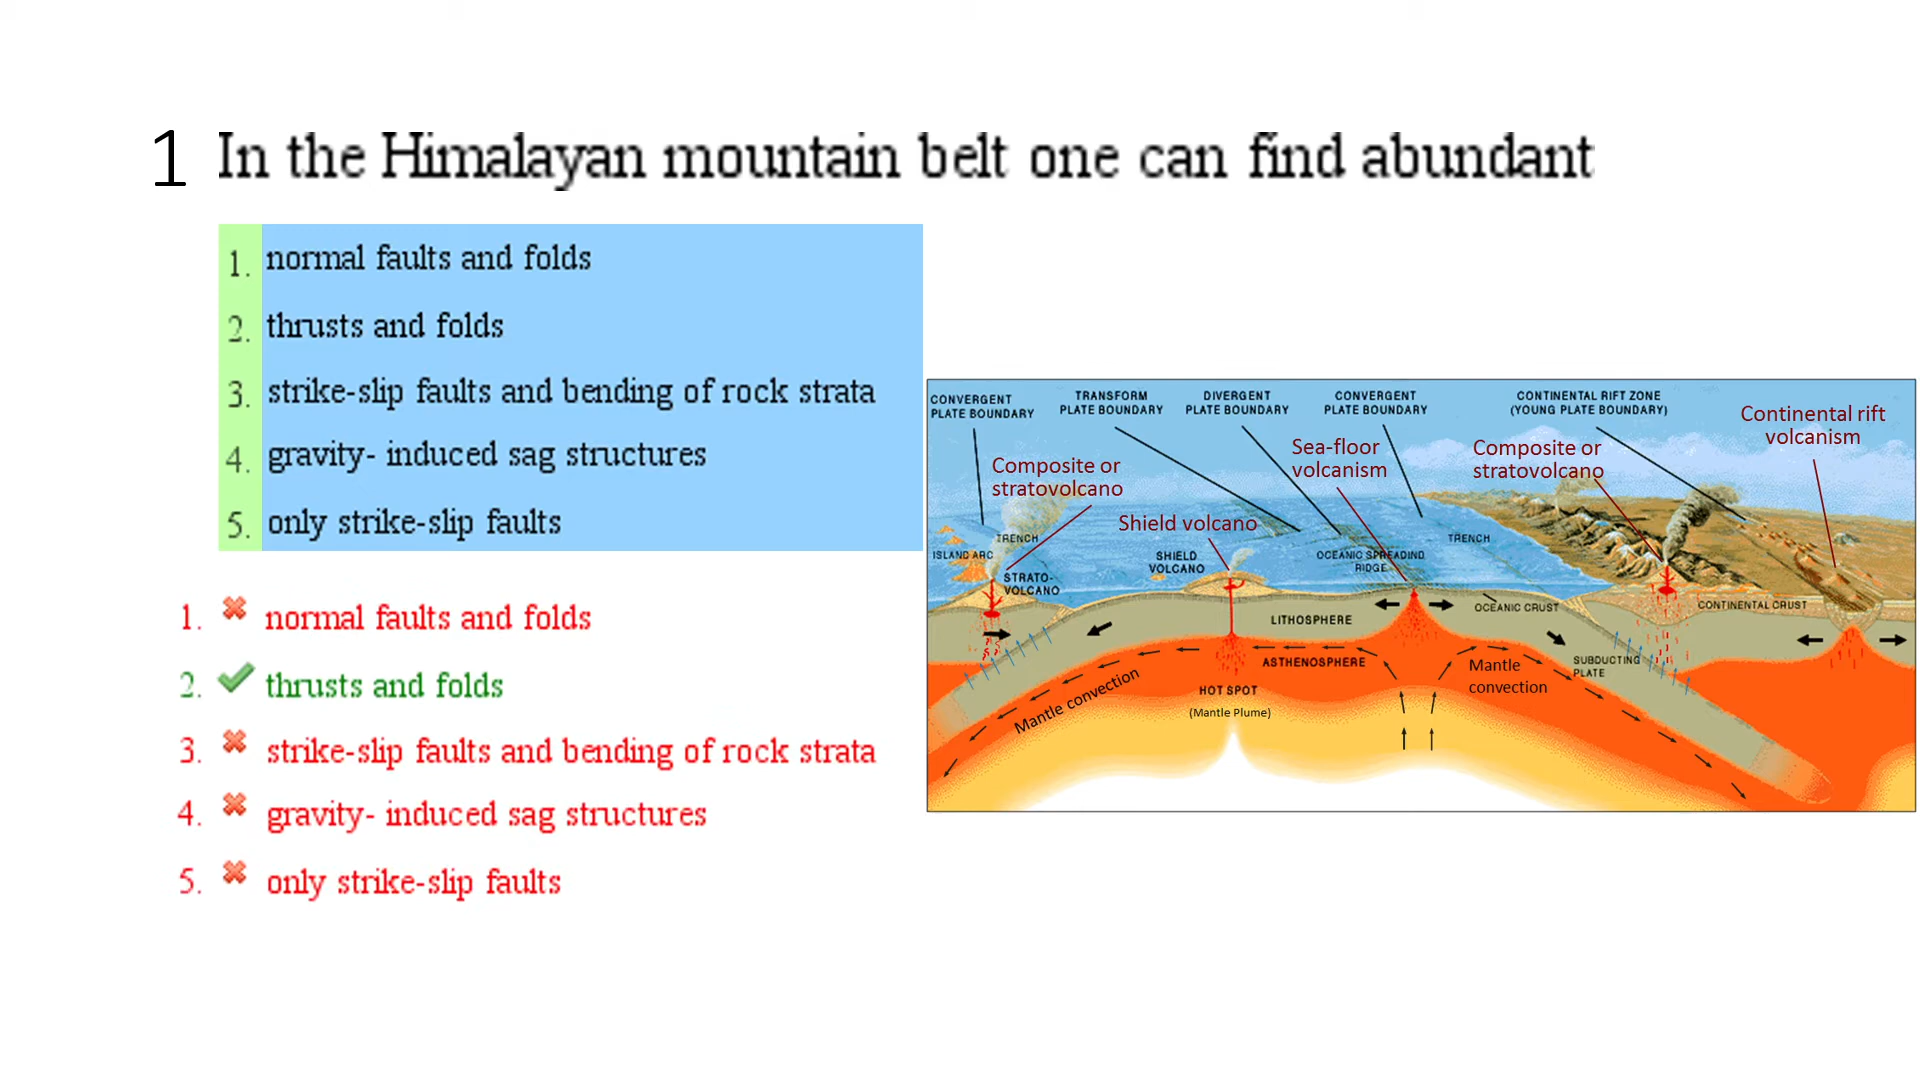 1 In the Himalayan mountain belt one can find abundant
1. normal faults and folds
2. thrusts and folds
3. strike-slip faults and bending of rock strata
4. gravity- induced sag structures
5. only strike-slip faults
1. normal faults and folds
2. thrusts and folds
3. strike-slip faults and bending of rock strata
4. gravity- induced sag structures
5. only strike-slip faults
CONVERGENT
PLATE BOUNDARY
TRANSFORM
PLATE BOUNDARY
DIVERGENT
PLATE BOUNDARY
CONVERGENT
PLATE BOUNDARY
CONTINENTAL RIFT ZONE
(YOUNG PLATE BOUNDARY)
Continental rift
volcanism
Composite or
stratovolcano
Shield volcano
Sea-floor
volcanism
Composite or
stratovolcano
TRENCH
ISLAND ARC
STRATO-
VOLCANO
SHIELD
VOLCANO
OCEANIC SPREADING
RIDGE
TRENCH
OCEANIC CRUST
CONTINENTAL CRUST
LITHOSPHERE
ASTHENOSPHERE
SUBDUCTING
PLATE
Mantle convection
HOT SPOT
(Mantle Plume)
Mantle
convection